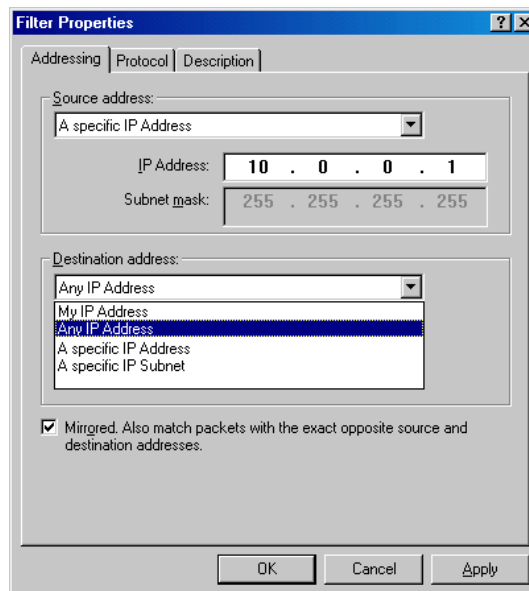 Filter Properties
Addressing Protocol Description
Source address:
A specific IP Address
IP Address: 10 . 0 . 0 . 1
Subnet mask: 255 . 255 . 255 . 255
Destination address:
Any IP Address
My IP Address
Any IP Address
A specific IP Address
A specific IP Subnet
Mirrored. Also match packets with the exact opposite source and
destination addresses.
OK Cancel Apply